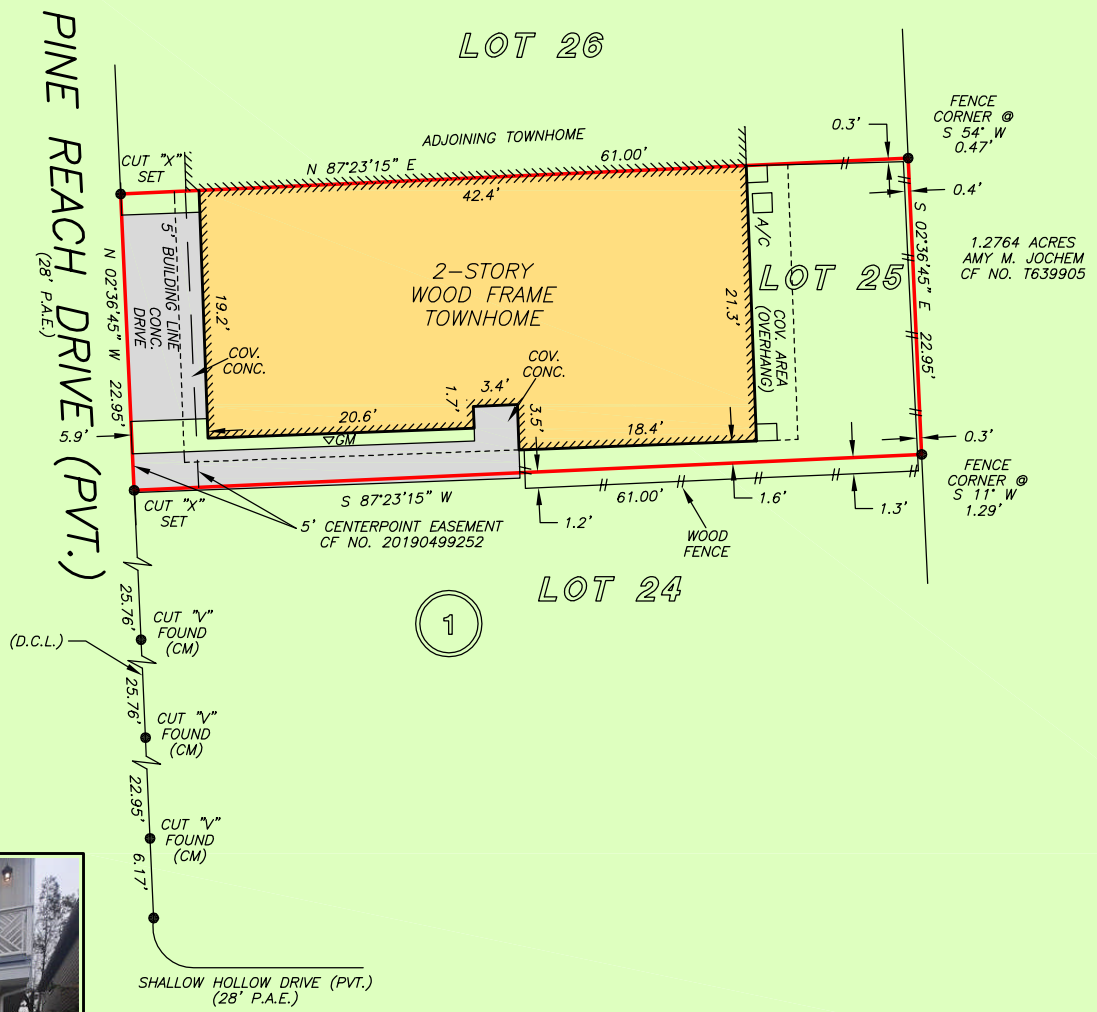 LOT 26
PINE REACH DRIVE (PVT.)
(28' P.A.E.)
ADJOINING TOWNHOME
N 87°23'15" E
61.00'
CUT "X"
SET
0.3'
FENCE
CORNER @
S 54° W
0.47'
0.4'
42.4'
A/C
S 02°36'45" E 22.95'
1.2764 ACRES
AMY M. JOCHEM
CF NO. T639905
N 02°36'45" W 22.95'
5' BUILDING LINE
CONC.
DRIVE
19.2'
2-STORY
WOOD FRAME
TOWNHOME
21.3'
LOT 25
COV. AREA
(OVERHANG)
COV.
CONC.
COV.
CONC.
3.4'
1.7'
3.5'
20.6'
GM
18.4'
5.9'
0.3'
FENCE
CORNER @
S 11° W
1.29'
CUT "X"
SET
S 87°23'15" W
61.00'
1.2'
1.6'
1.3'
5' CENTERPOINT EASEMENT
CF NO. 20190499252
WOOD
FENCE
LOT 24
1
25.76'
CUT "V"
FOUND
(CM)
(D.C.L.)
25.76'
CUT "V"
FOUND
(CM)
22.95'
CUT "V"
FOUND
(CM)
6.17'
SHALLOW HOLLOW DRIVE (PVT.)
(28' P.A.E.)